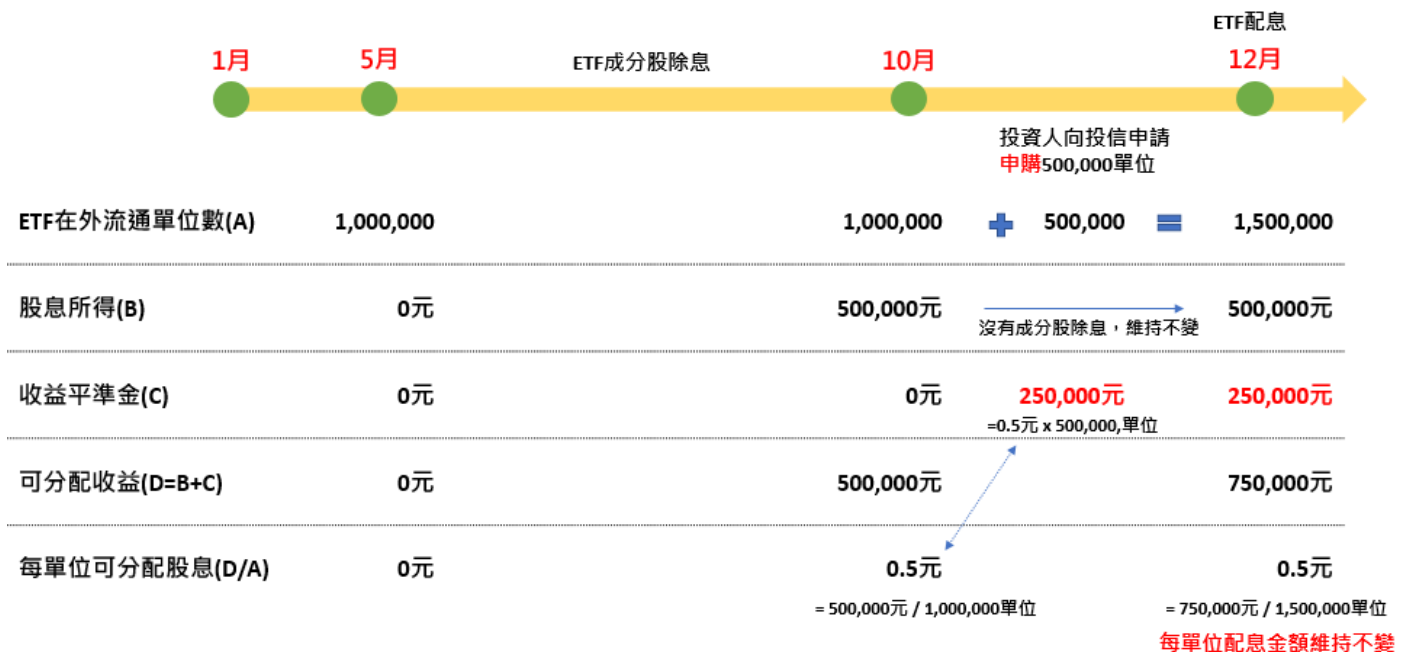 ETF配息
1月 5月 ETF成分股除息 10月 12月
投資人向投信申請
申購500,000單位
ETF在外流通單位數(A) 1,000,000 1,000,000 500,000 1,500,000
股息所得(B) 0元 500,000元 500,000元
沒有成分股除息，維持不變
收益平準金(C) 0元 0元 250,000元 250,000元
=0.5元 x 500,000,單位
可分配收益(D=B+C) 0元 500,000元 750,000元
每單位可分配股息(D/A) 0元 0.5元 0.5元
= 500,000元 / 1,000,000單位 = 750,000元 / 1,500,000單位
每單位配息金額維持不變